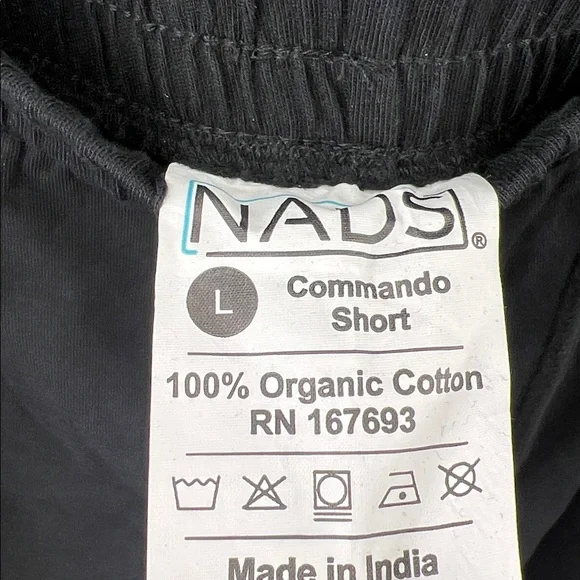 NADS®
L
Commando
Short
100% Organic Cotton
RN 167693
Made in India